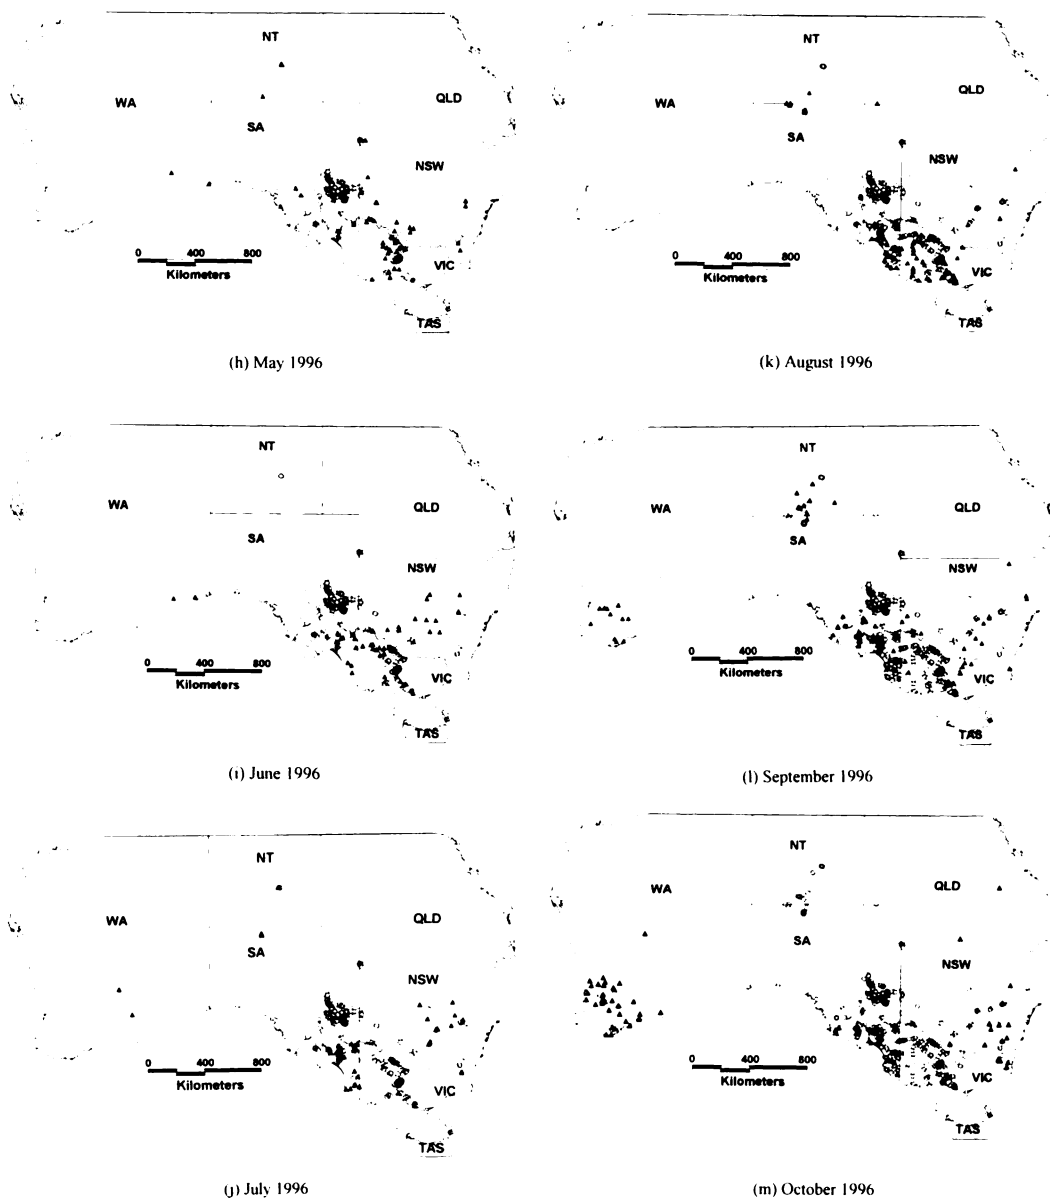 NT
WA
QLD
SA
NSW
0 400 800
Kilometers
VIC
TAS
(h) May 1996
NT
WA
QLD
SA
NSW
0 400 800
Kilometers
VIC
TAS
(k) August 1996
NT
WA
QLD
SA
NSW
0 400 800
Kilometers
VIC
TAS
(i) June 1996
NT
WA
QLD
SA
NSW
0 400 800
Kilometers
VIC
TAS
(l) September 1996
NT
WA
QLD
SA
NSW
0 400 800
Kilometers
VIC
TAS
(j) July 1996
NT
WA
QLD
SA
NSW
0 400 800
Kilometers
VIC
TAS
(m) October 1996